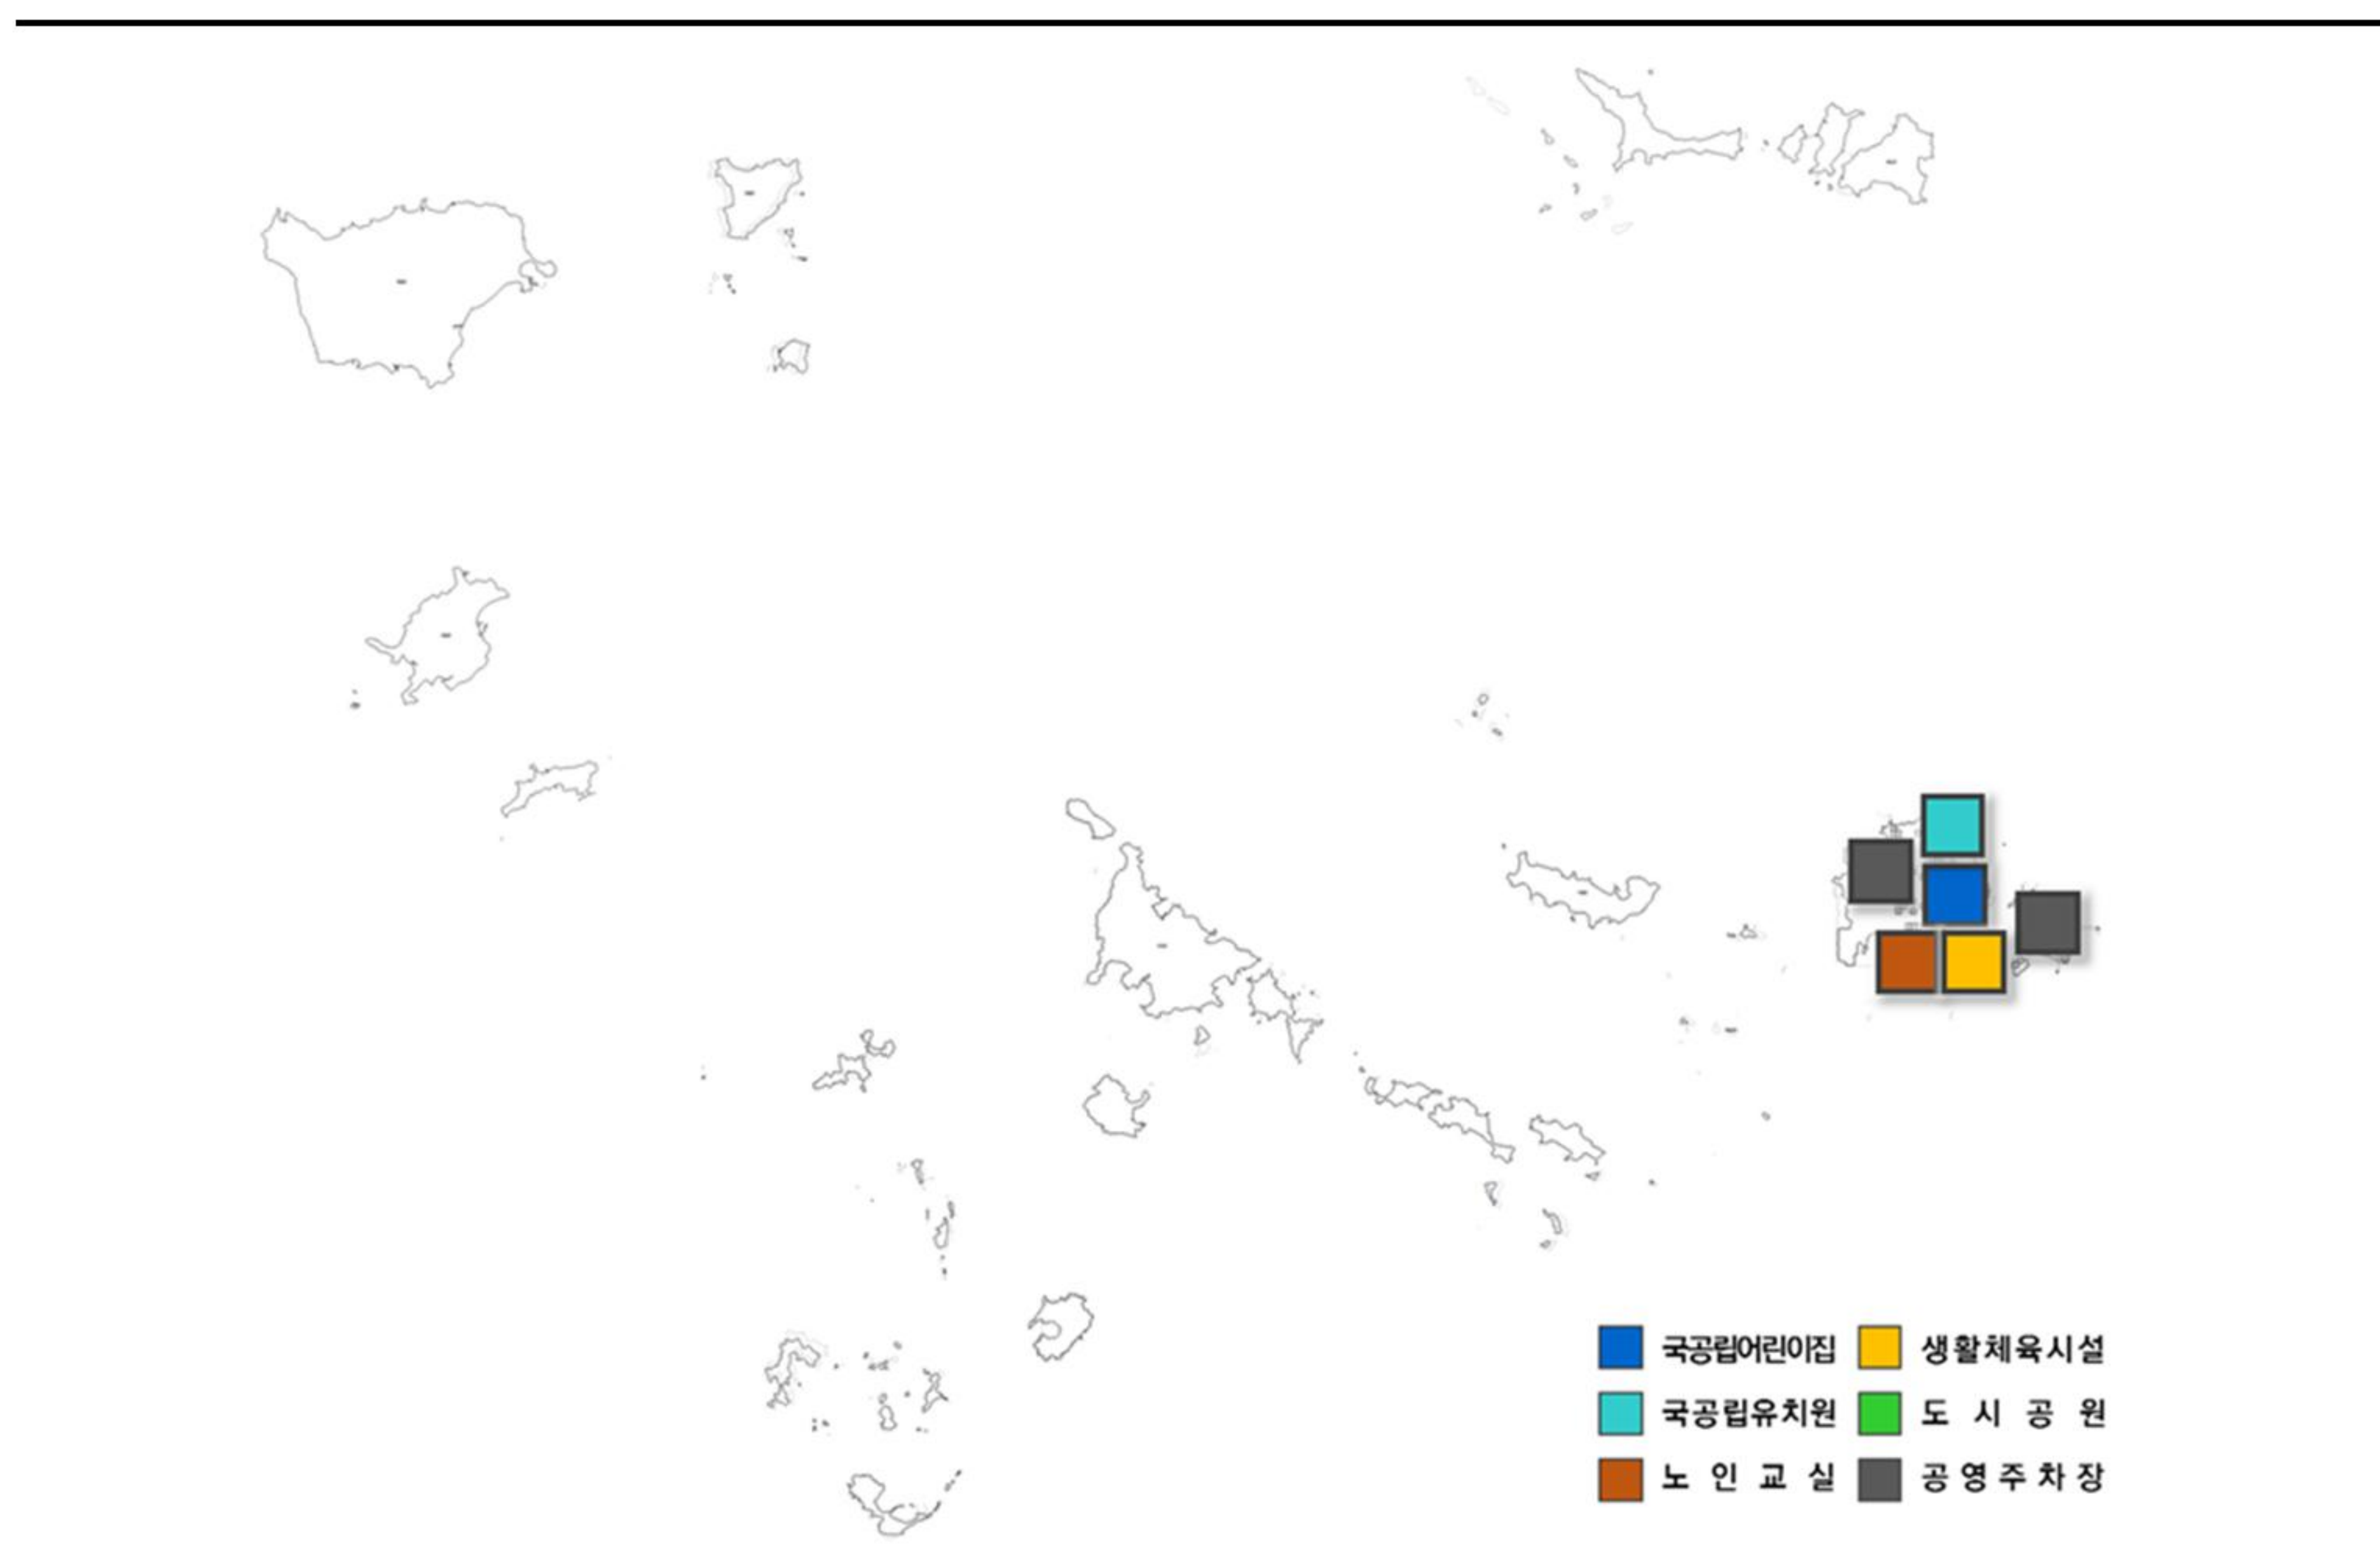 국공립어린이집 생활체육시설
국공립유치원 도시공원
노인교실 공영주차장